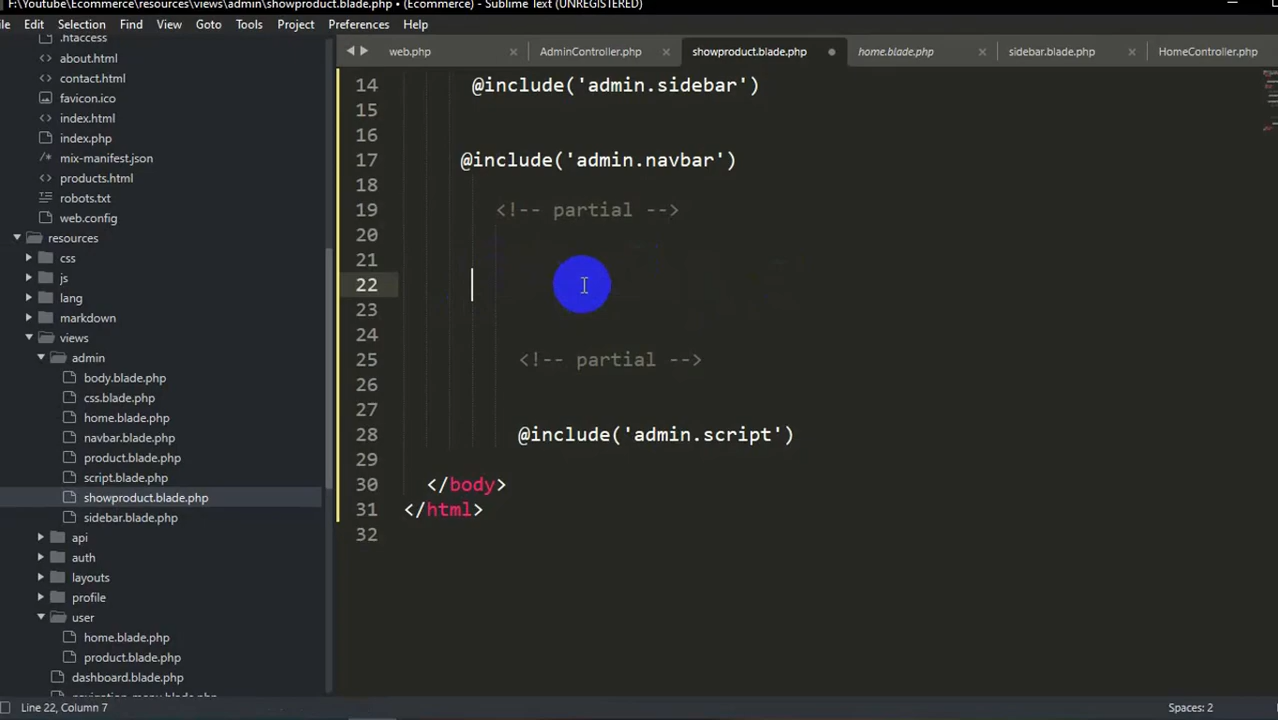 F:\Youtube\Ecommerce\resources\views\admin\showproduct.blade.php • (Ecommerce) - Sublime Text (UNREGISTERED)
Edit Selection Find View Goto Tools Project Preferences Help
web.php × AdminController.php × showproduct.blade.php home.blade.php × sidebar.blade.php × HomeController.php
.htaccess
about.html
contact.html
favicon.ico
index.html
index.php
/* mix-manifest.json
products.html
robots.txt
web.config
resources
css
js
lang
markdown
views
admin
body.blade.php
css.blade.php
home.blade.php
navbar.blade.php
product.blade.php
script.blade.php
showproduct.blade.php
sidebar.blade.php
api
auth
layouts
profile
user
home.blade.php
product.blade.php
dashboard.blade.php
navigation-menu.blade.php
14 @include('admin.sidebar')
15
16
17 @include('admin.navbar')
18
19 <!-- partial -->
20
21
22
23
24
25 <!-- partial -->
26
27
28 @include('admin.script')
29
30 </body>
31 </html>
32
Line 22, Column 7 Spaces: 2